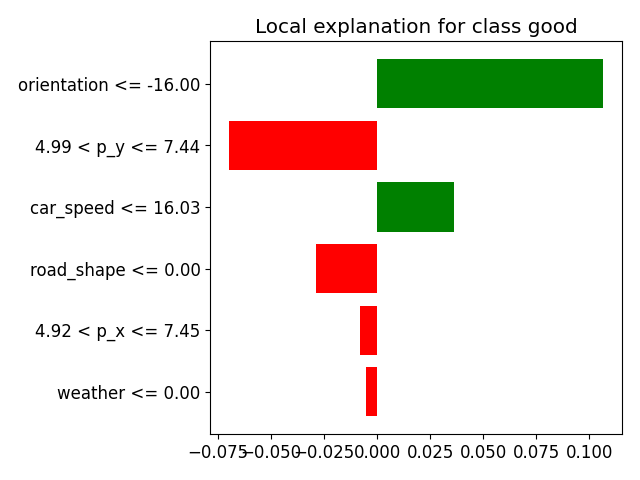 Local explanation for class good
orientation <= -16.00
4.99 < p_y <= 7.44
car_speed <= 16.03
road_shape <= 0.00
4.92 < p_x <= 7.45
weather <= 0.00
−0.075 −0.050 −0.025 0.000 0.025 0.050 0.075 0.100